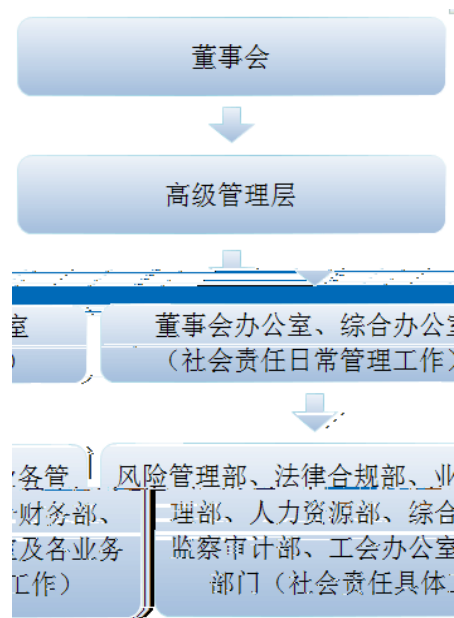 董事会
高级管理层
室 董事会办公室、综合办公室
） （社会责任日常管理工作）
务管 风险管理部、法律合规部、业
财务部、 理部、人力资源部、综合
室及各业务 监察审计部、工会办公室
工作） 部门（社会责任具体工